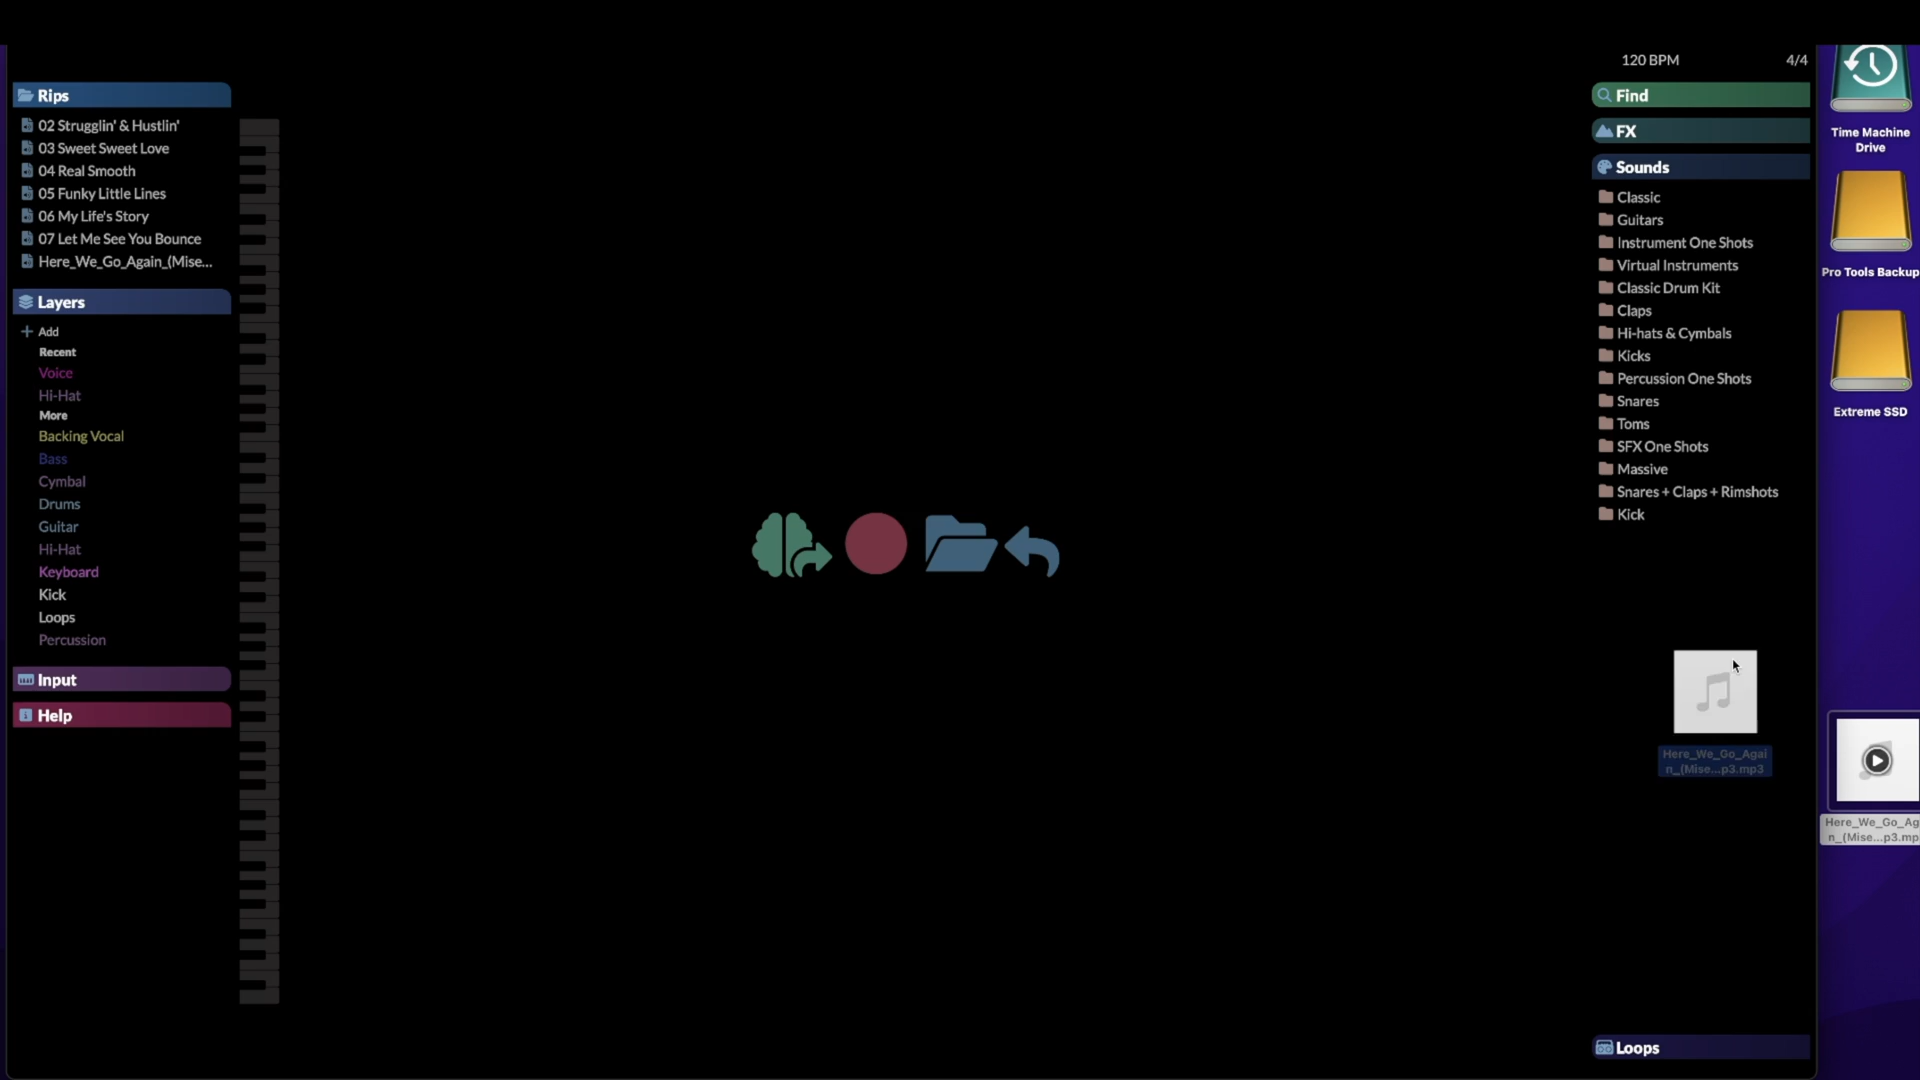 120 BPM
4/4
Rips
02 Strugglin' & Hustlin'
03 Sweet Sweet Love
04 Real Smooth
05 Funky Little Lines
06 My Life's Story
07 Let Me See You Bounce
Here_We_Go_Again_(Mise...
Layers
Add
Recent
Voice
Hi-Hat
More
Backing Vocal
Bass
Cymbal
Drums
Guitar
Hi-Hat
Keyboard
Kick
Loops
Percussion
Input
Help
Find
FX
Sounds
Classic
Guitars
Instrument One Shots
Virtual Instruments
Classic Drum Kit
Claps
Hi-hats & Cymbals
Kicks
Percussion One Shots
Snares
Toms
SFX One Shots
Massive
Snares + Claps + Rimshots
Kick
Here_We_Go_Agai
n_(Mise...p3.mp3
Loops
Time Machine
Drive
Pro Tools Backup
Extreme SSD
Here_We_Go_Ag
n_(Mise...p3.mp